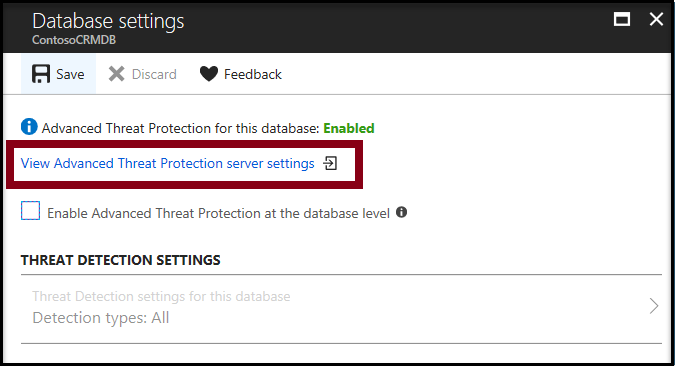 Database settings
ContosoCRMDB
Save Discard Feedback
Advanced Threat Protection for this database: Enabled
View Advanced Threat Protection server settings
Enable Advanced Threat Protection at the database level
THREAT DETECTION SETTINGS
Threat Detection settings for this database
Detection types: All